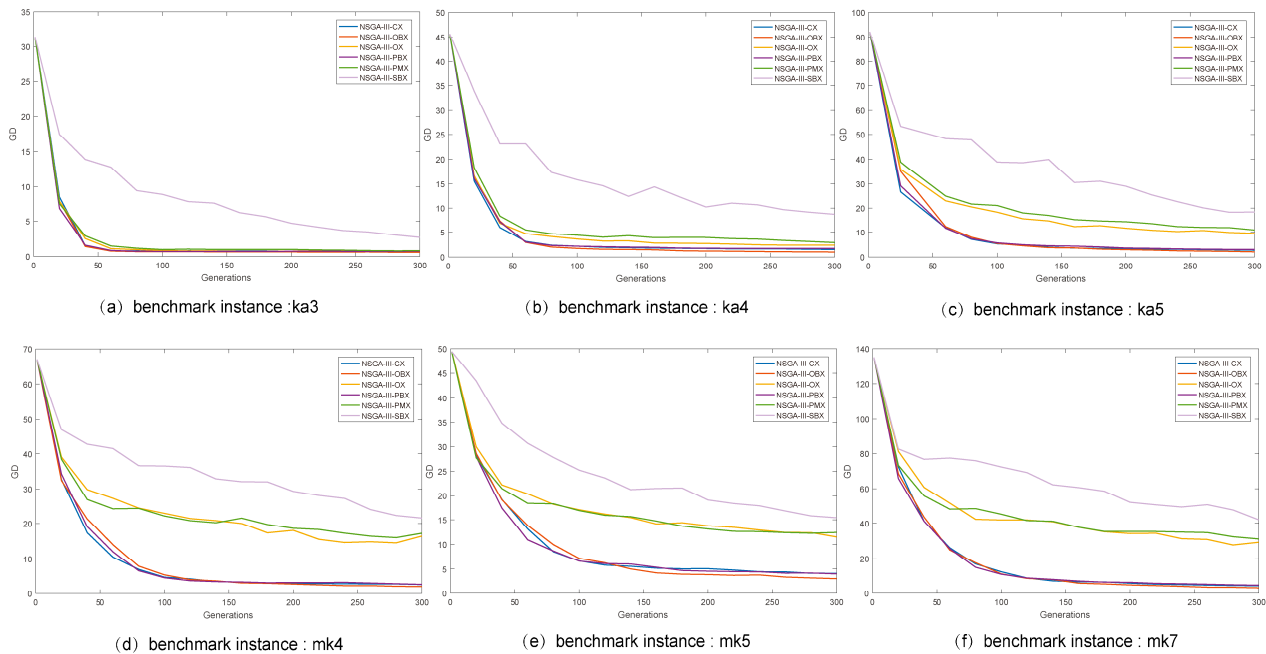 35
30
25
20
15
10
5
0
GD
0 50 100 150 200 250 300
Generations
NSGA-III-CX
NSGA-III-OBX
NSGA-III-OX
NSGA-III-PBX
NSGA-III-PMX
NSGA-III-SBX
(a) benchmark instance :ka3
50
45
40
35
30
25
20
15
10
5
0
GD
0 50 100 150 200 250 300
Generations
NSGA-III-CX
NSGA-III-OBX
NSGA-III-OX
NSGA-III-PBX
NSGA-III-PMX
NSGA-III-SBX
(b) benchmark instance : ka4
100
90
80
70
60
50
40
30
20
10
0
GD
0 50 100 150 200 250 300
Generations
NSGA-III-CX
NSGA-III-OBX
NSGA-III-OX
NSGA-III-PBX
NSGA-III-PMX
NSGA-III-SBX
(c) benchmark instance : ka5
70
60
50
40
30
20
10
0
GD
0 50 100 150 200 250 300
Generations
NSGA-III-CX
NSGA-III-OBX
NSGA-III-OX
NSGA-III-PBX
NSGA-III-PMX
NSGA-III-SBX
(d) benchmark instance : mk4
50
45
40
35
30
25
20
15
10
5
0
GD
0 50 100 150 200 250 300
Generations
NSGA-III-CX
NSGA-III-OBX
NSGA-III-OX
NSGA-III-PBX
NSGA-III-PMX
NSGA-III-SBX
(e) benchmark instance : mk5
140
120
100
80
60
40
20
0
GD
0 50 100 150 200 250 300
Generations
NSGA-III-CX
NSGA-III-OBX
NSGA-III-OX
NSGA-III-PBX
NSGA-III-PMX
NSGA-III-SBX
(f) benchmark instance : mk7